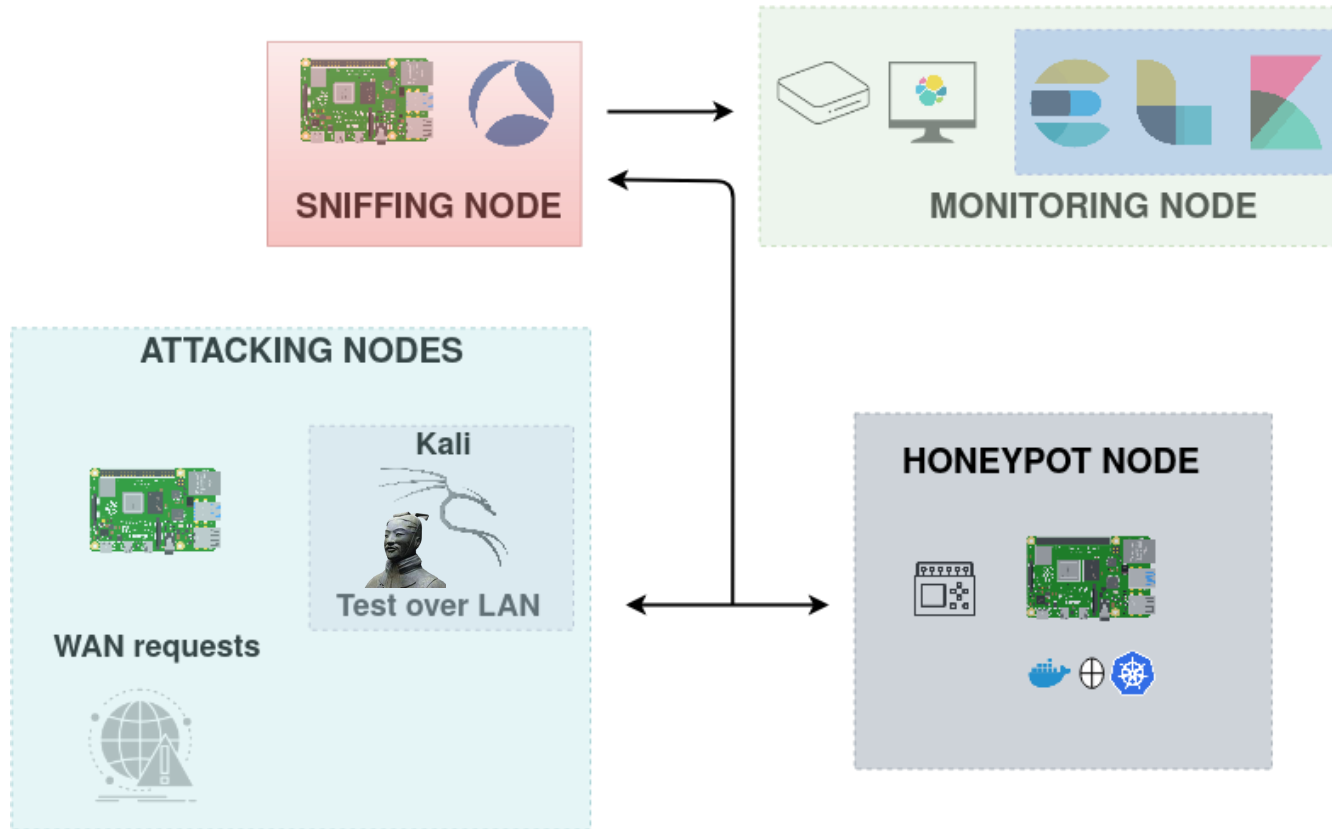 SNIFFING NODE
MONITORING NODE
ATTACKING NODES
Kali
Test over LAN
WAN requests
HONEYPOT NODE